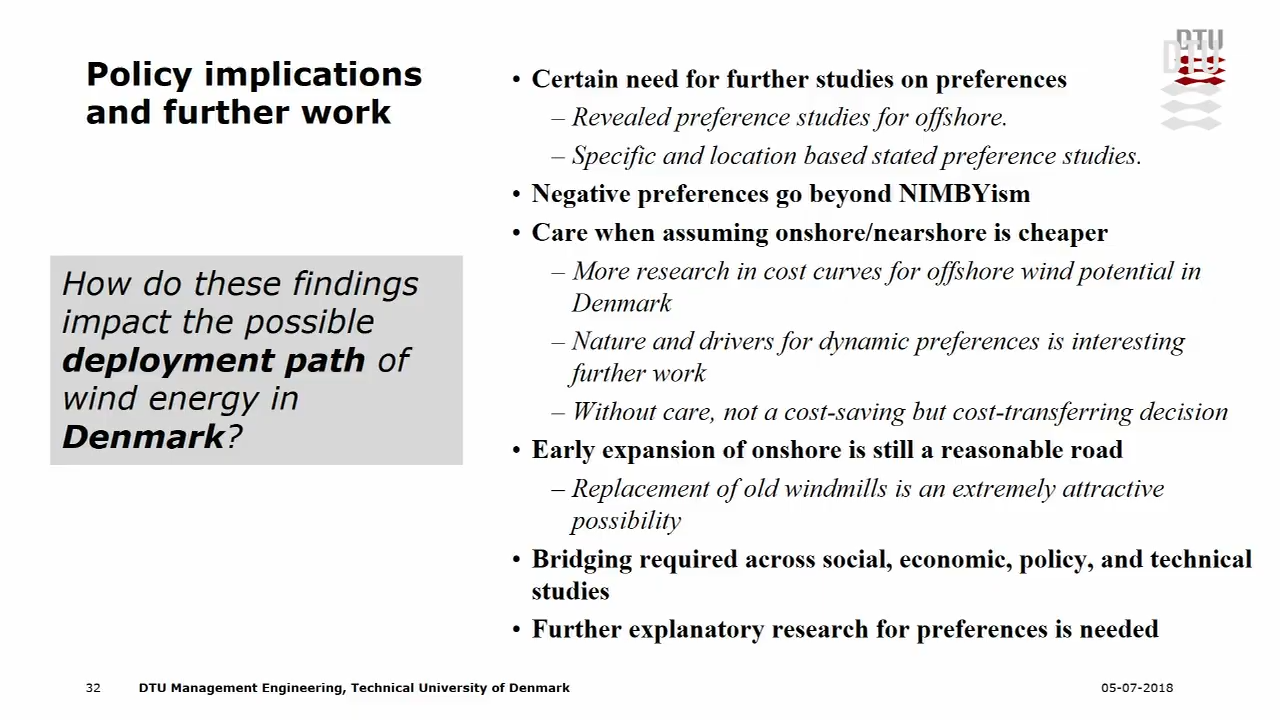 Policy implications
and further work
How do these findings
impact the possible
deployment path of
wind energy in
Denmark?
DTU
DTU
• Certain need for further studies on preferences
– Revealed preference studies for offshore.
– Specific and location based stated preference studies.
• Negative preferences go beyond NIMBYism
• Care when assuming onshore/nearshore is cheaper
– More research in cost curves for offshore wind potential in
Denmark
– Nature and drivers for dynamic preferences is interesting
further work
– Without care, not a cost-saving but cost-transferring decision
• Early expansion of onshore is still a reasonable road
– Replacement of old windmills is an extremely attractive
possibility
• Bridging required across social, economic, policy, and technical
studies
• Further explanatory research for preferences is needed
32 DTU Management Engineering, Technical University of Denmark 05-07-2018